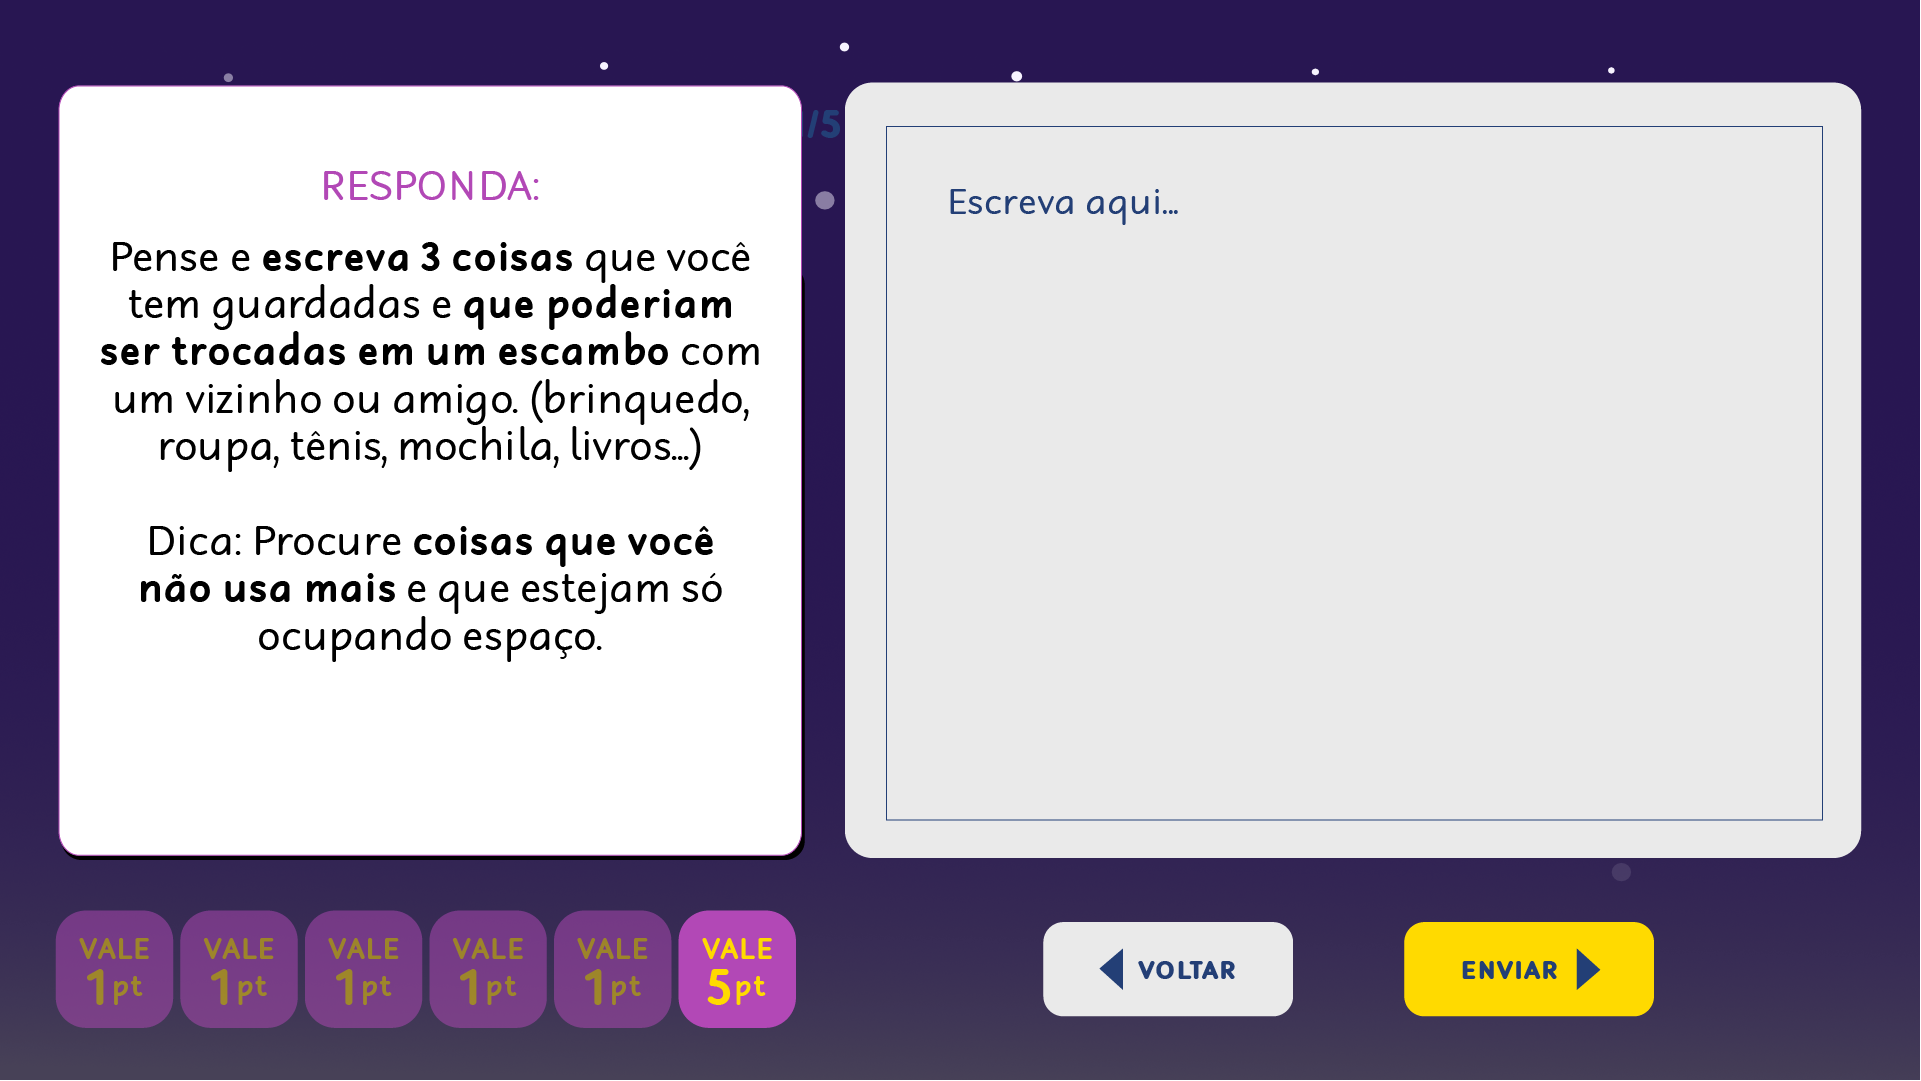 /5
RESPONDA:
Pense e escreva 3 coisas que você
tem guardadas e que poderiam
ser trocadas em um escambo com
um vizinho ou amigo. (brinquedo,
roupa, tênis, mochila, livros...)
Dica: Procure coisas que você
não usa mais e que estejam só
ocupando espaço.
Escreva aqui...
VALE
1pt
VALE
1pt
VALE
1pt
VALE
1pt
VALE
1pt
VALE
5pt
VOLTAR
ENVIAR